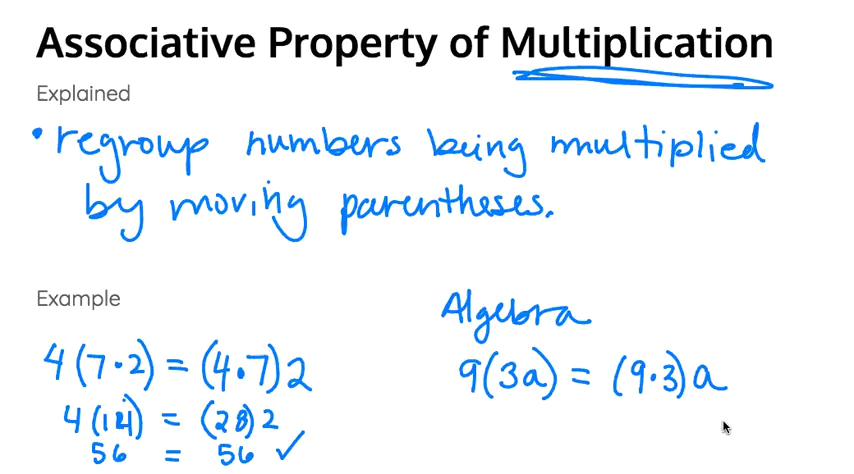 Associative Property of Multiplication
Explained
• regroup numbers being multiplied
by moving parentheses.
Example
4(7·2) = (4·7)2
4(14) = (28)2
56 = 56 ✓
Algebra
9(3a) = (9·3)a